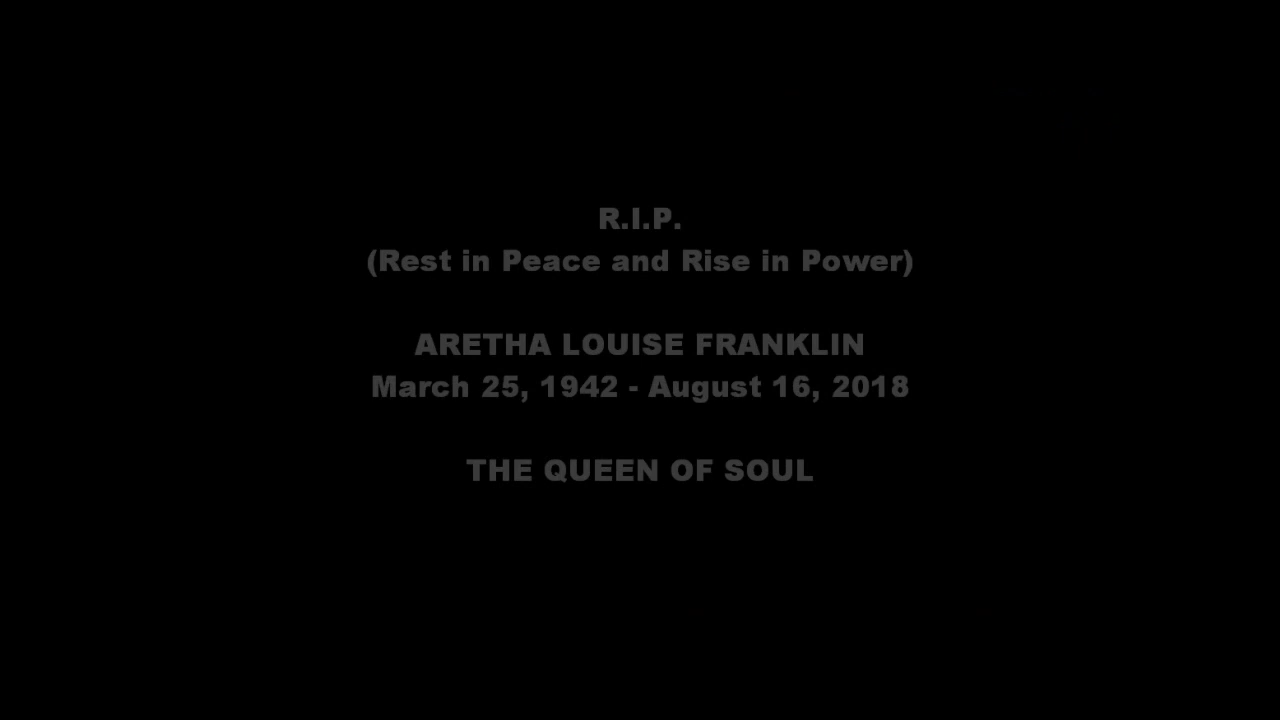 R.I.P.
(Rest in Peace and Rise in Power)
ARETHA LOUISE FRANKLIN
March 25, 1942 - August 16, 2018
THE QUEEN OF SOUL